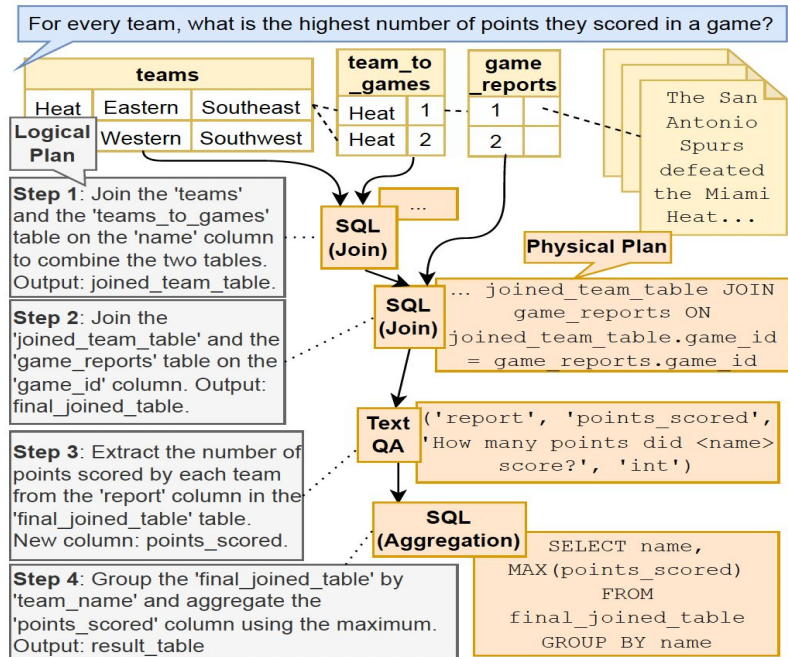 For every team, what is the highest number of points they scored in a game?
teams
Heat Eastern Southeast
Western Southwest
team_to
_games
Heat 1
Heat 2
game
_reports
1
2
The San
Antonio
Spurs
defeated
the Miami
Heat...
Logical
Plan
Step 1: Join the 'teams'
and the 'teams_to_games'
table on the 'name' column
to combine the two tables.
Output: joined_team_table.
SQL
(Join)
...
Physical Plan
Step 2: Join the
'joined_team_table' and the
'game_reports' table on the
'game_id' column. Output:
final_joined_table.
SQL
(Join)
... joined_team_table JOIN
game_reports ON
joined_team_table.game_id
= game_reports.game_id
Step 3: Extract the number of
points scored by each team
from the 'report' column in the
'final_joined_table' table.
New column: points_scored.
Text
QA
('report', 'points_scored',
'How many points did <name>
score?', 'int')
Step 4: Group the 'final_joined_table' by
'team_name' and aggregate the
'points_scored' column using the maximum.
Output: result_table
SQL
(Aggregation)
SELECT name,
MAX(points_scored)
FROM
final_joined_table
GROUP BY name